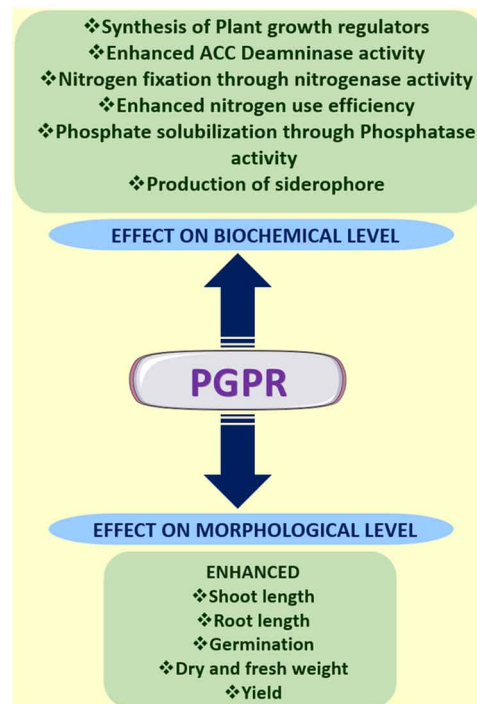 ❖Synthesis of Plant growth regulators
❖Enhanced ACC Deamninase activity
❖Nitrogen fixation through nitrogenase activity
❖Enhanced nitrogen use efficiency
❖Phosphate solubilization through Phosphatase
activity
❖Production of siderophore
EFFECT ON BIOCHEMICAL LEVEL
PGPR
EFFECT ON MORPHOLOGICAL LEVEL
ENHANCED
❖Shoot length
❖Root length
❖Germination
❖Dry and fresh weight
❖Yield